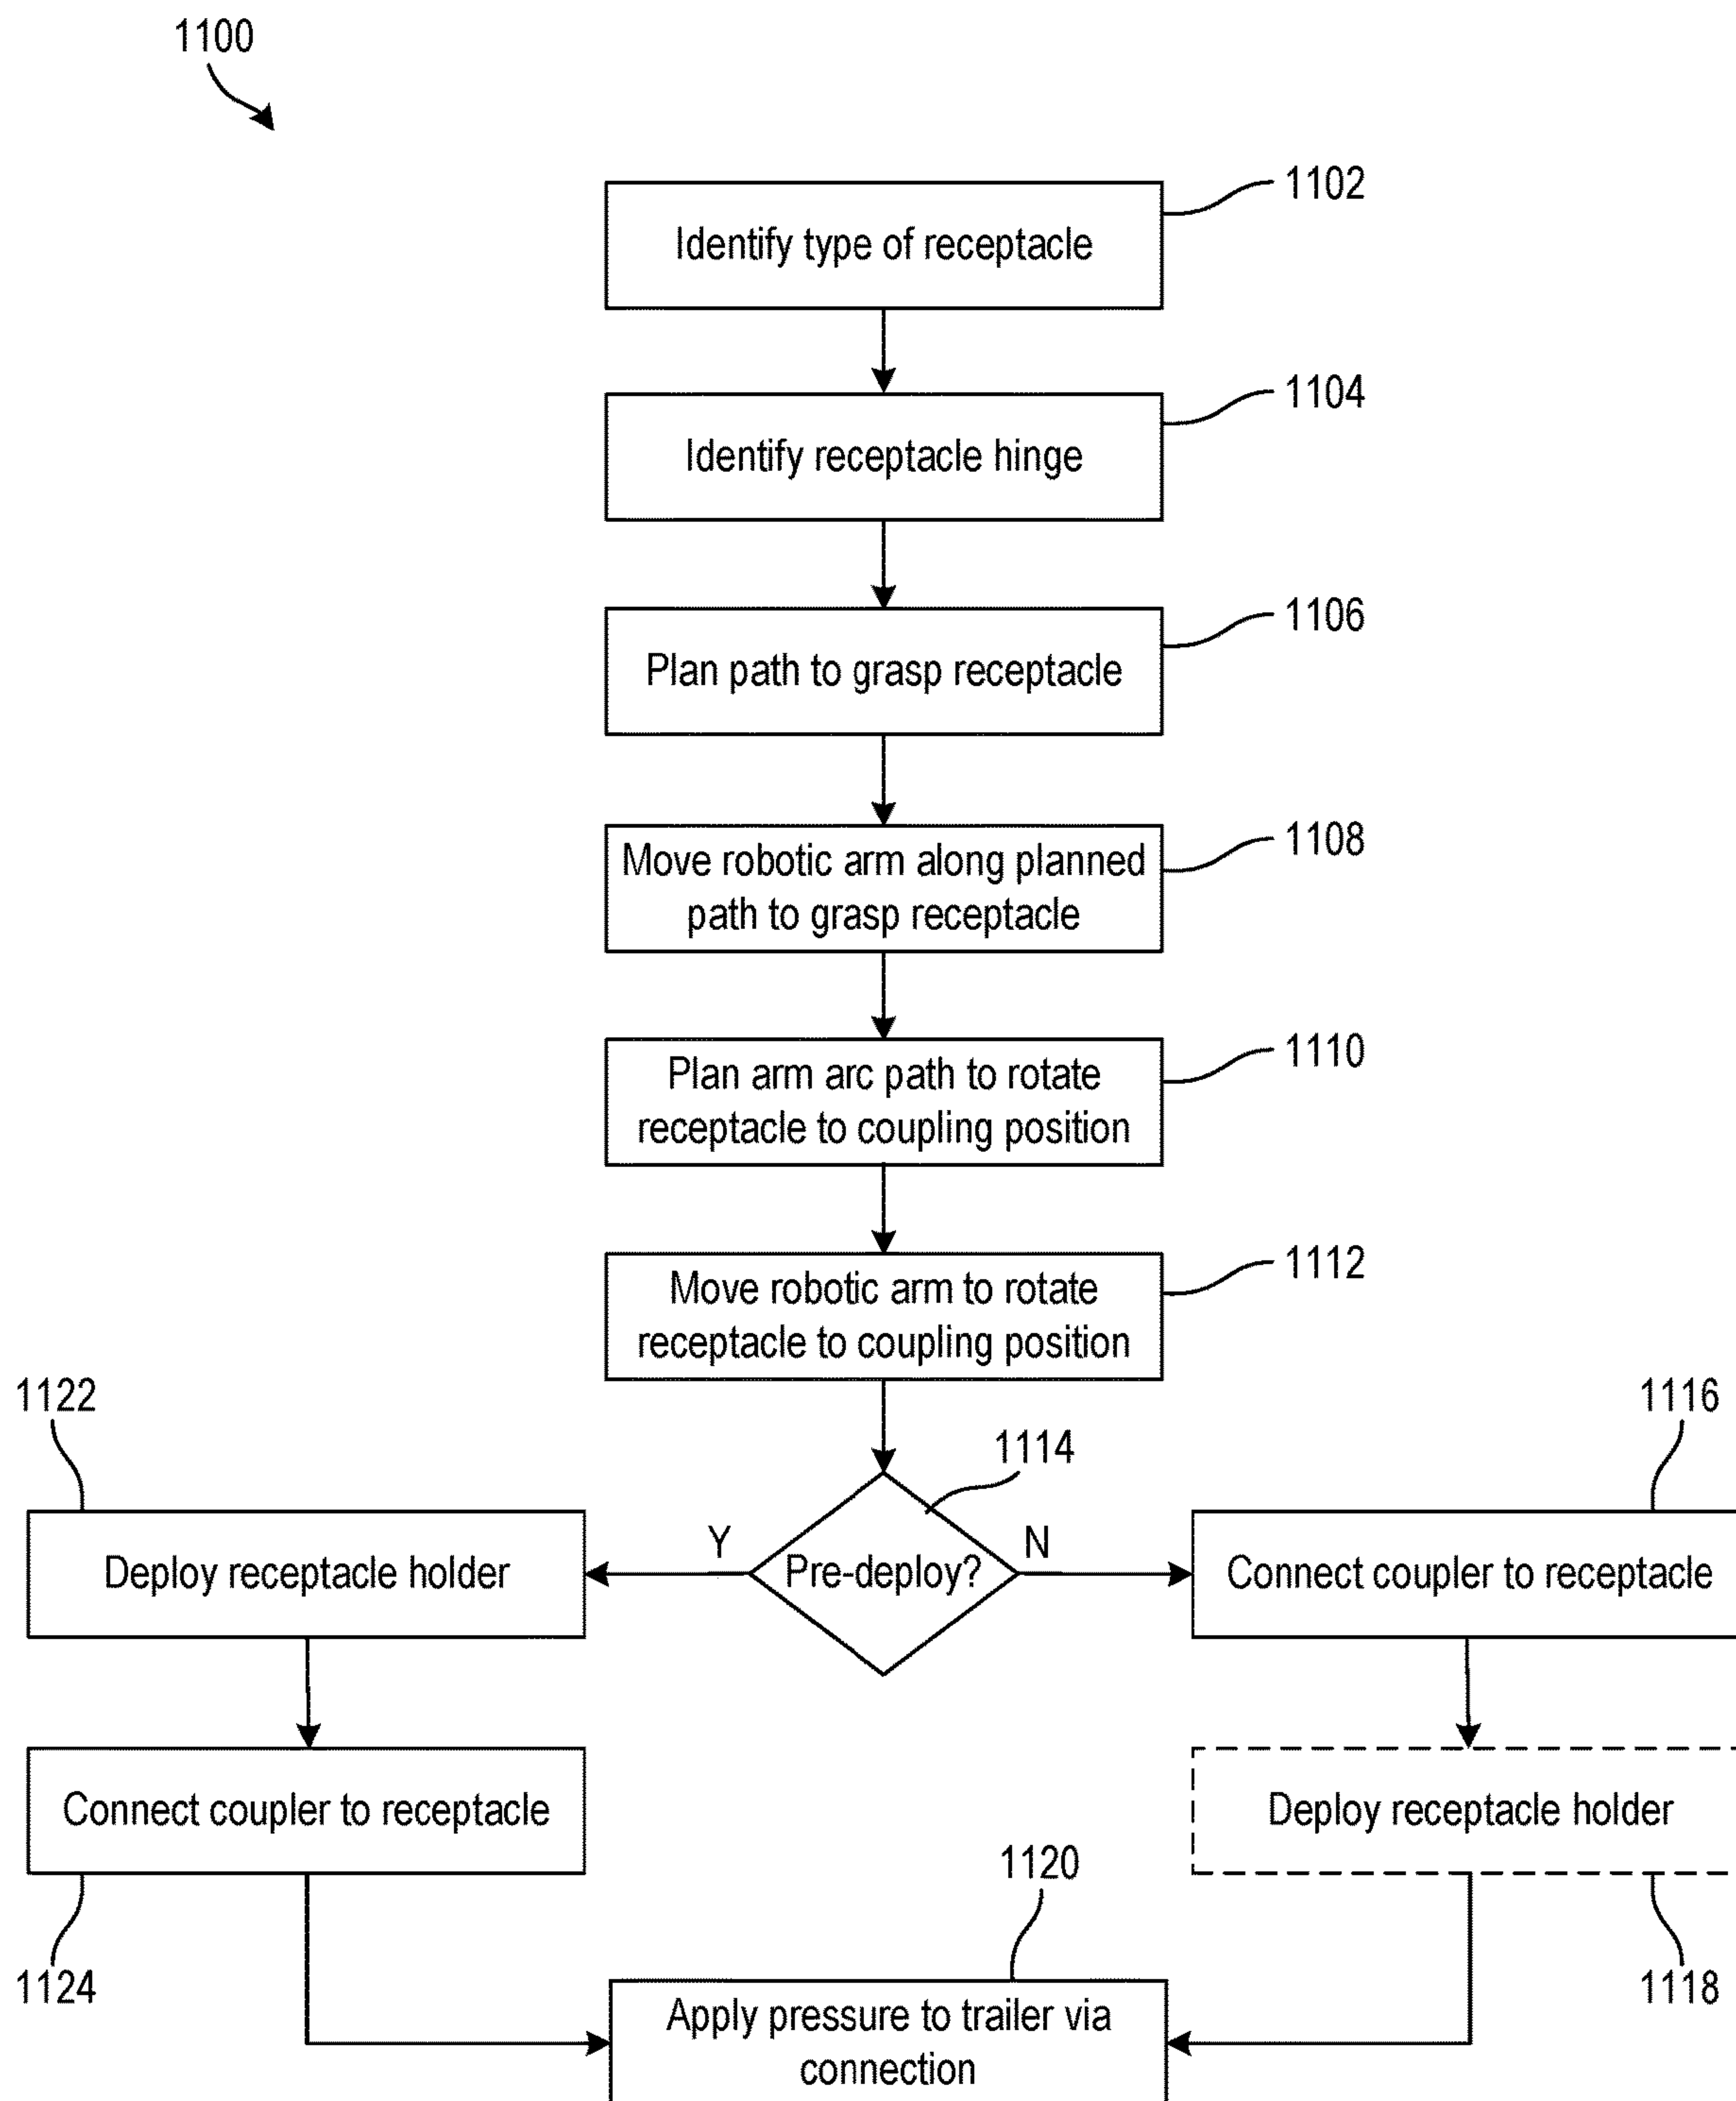 1100
1102
Identify type of receptacle
1104
Identify receptacle hinge
1106
Plan path to grasp receptacle
1108
Move robotic arm along planned
path to grasp receptacle
1110
Plan arm arc path to rotate
receptacle to coupling position
1112
Move robotic arm to rotate
receptacle to coupling position
1122
1116
1114
Deploy receptacle holder
Y
Pre-deploy?
N
Connect coupler to receptacle
Connect coupler to receptacle
Deploy receptacle holder
1124
1120
1118
Apply pressure to trailer via
connection